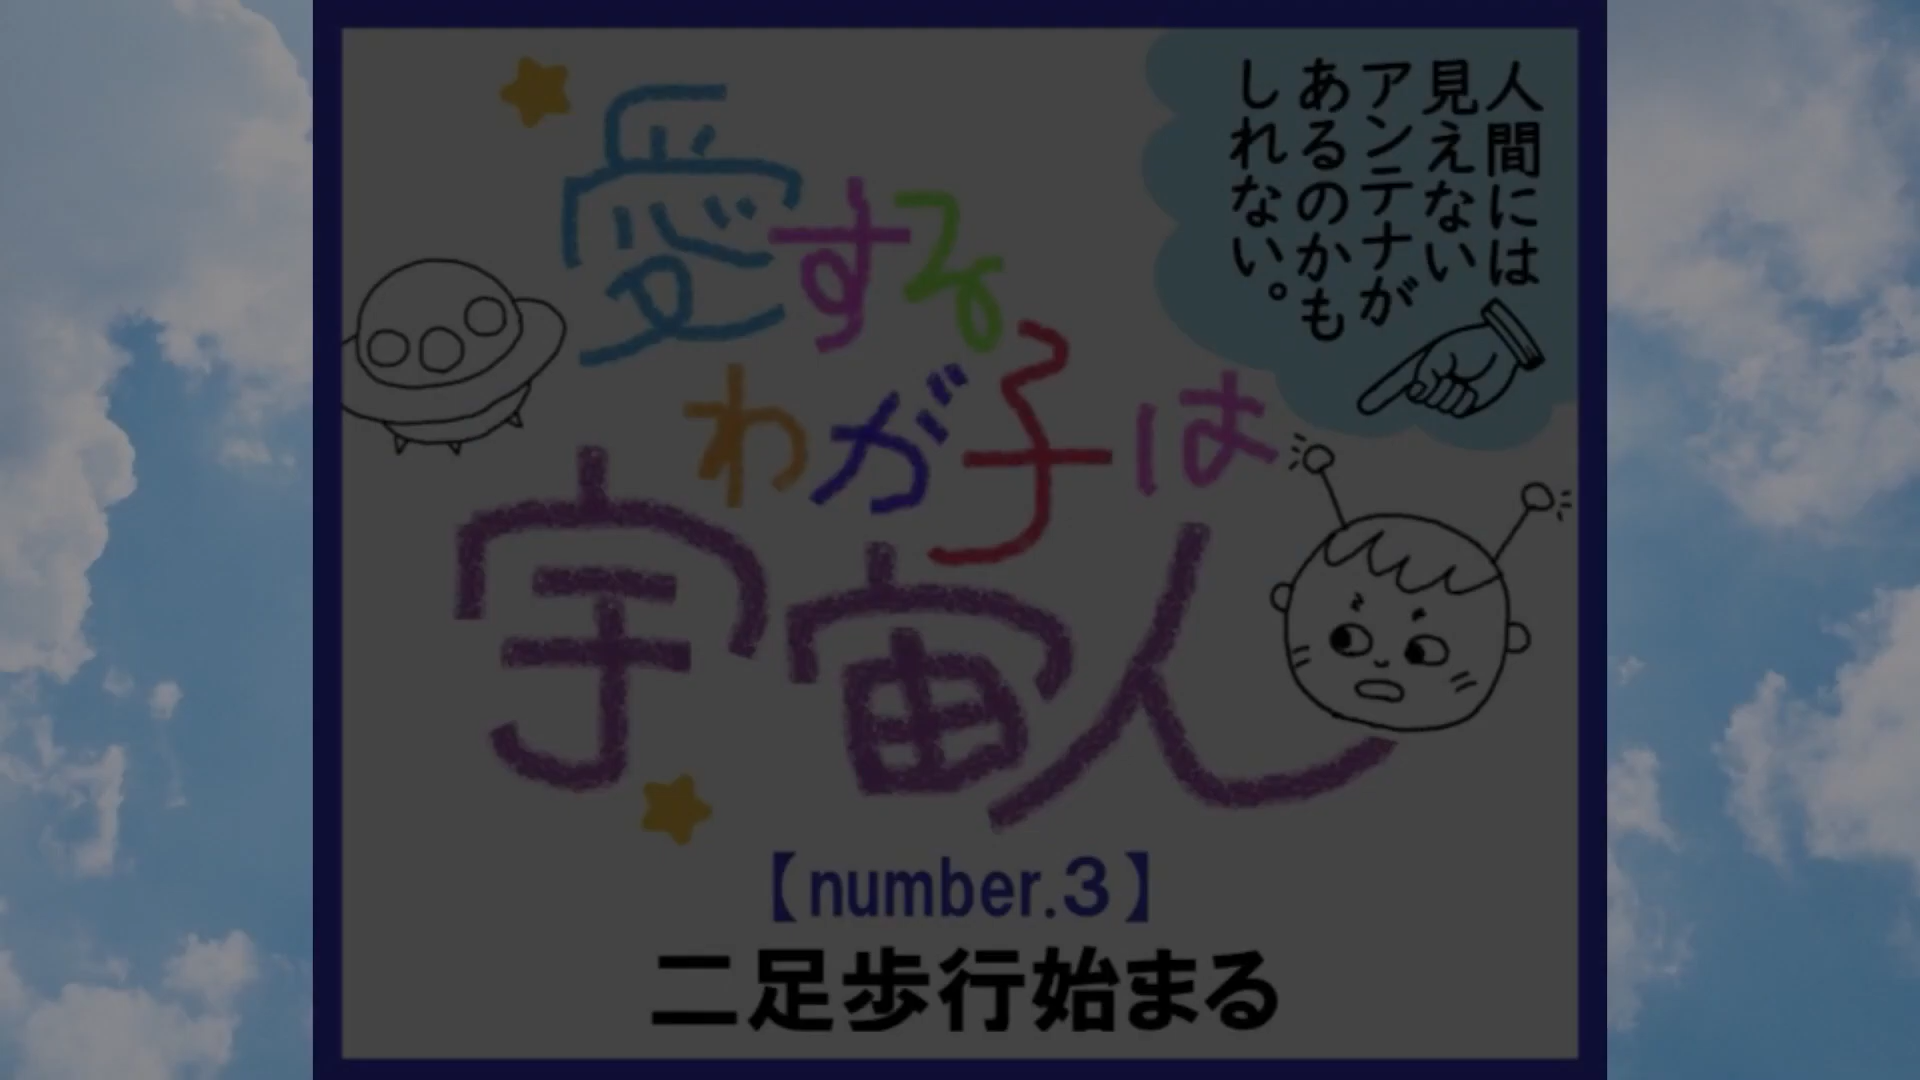 人間には
見えない
アンテナが
あるのかも
しれない。
愛する
わが子は
宇宙人
【number.3】
二足歩行始まる